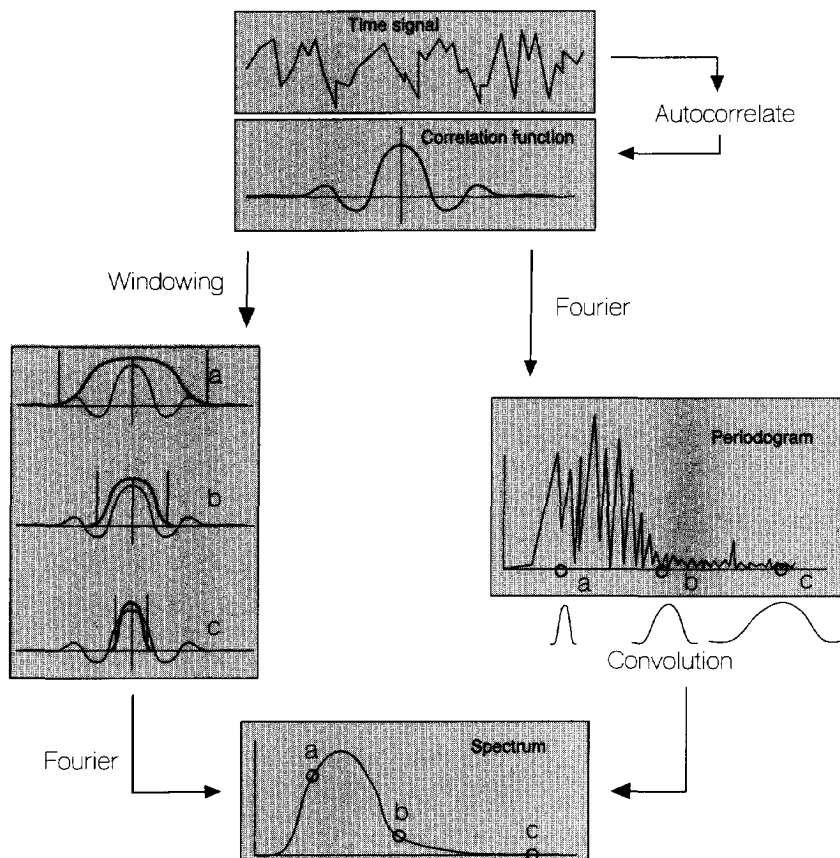 Time signal
Autocorrelate
Correlation function
Windowing
Fourier
a
b
c
Periodogram
a
b
c
Convolution
Fourier
Spectrum
a
b
c